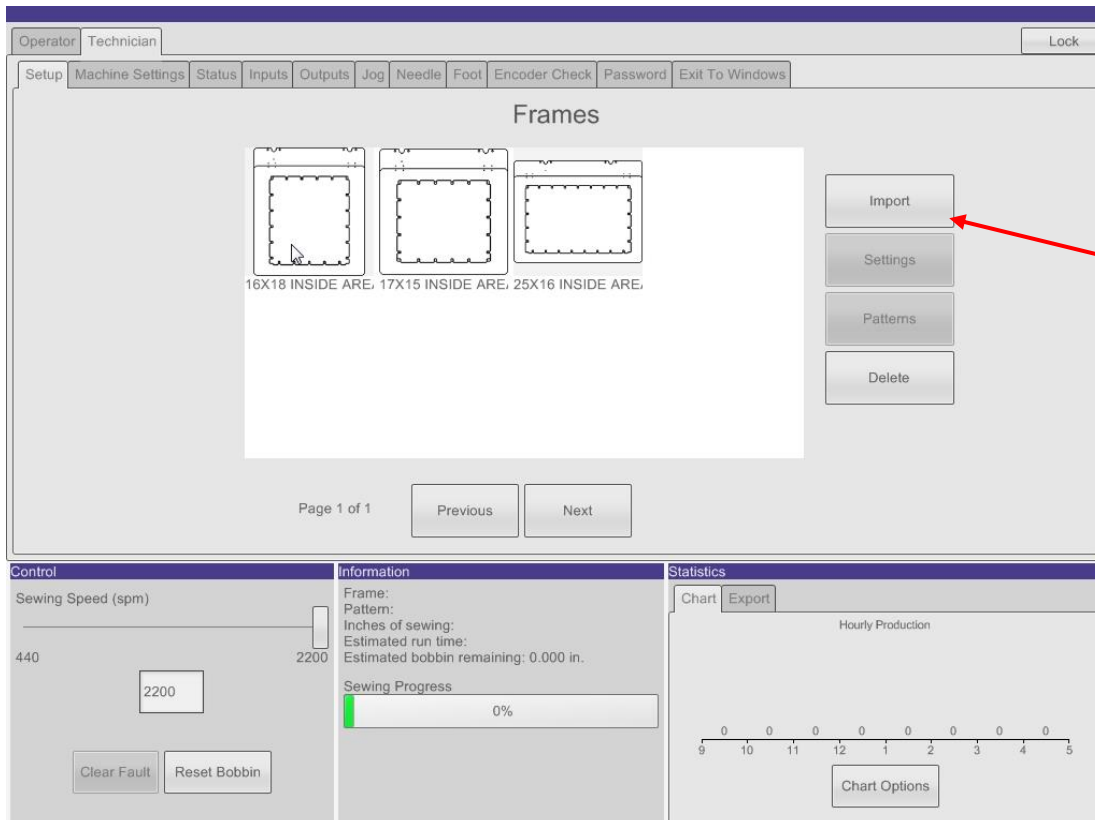 Operator Technician Lock
Setup Machine Settings Status Inputs Outputs Jog Needle Foot Encoder Check Password Exit To Windows
Frames
16X18 INSIDE ARE 17X15 INSIDE ARE 25X16 INSIDE ARE
Import
Settings
Patterns
Delete
Page 1 of 1 Previous Next
Control
Sewing Speed (spm)
440 2200
2200
Clear Fault Reset Bobbin
Information
Frame:
Pattern:
Inches of sewing:
Estimated run time:
Estimated bobbin remaining: 0.000 in.
Sewing Progress
0%
Statistics
Chart Export
Hourly Production
0 0 0 0 0 0 0 0
9 10 11 12 1 2 3 4 5
Chart Options